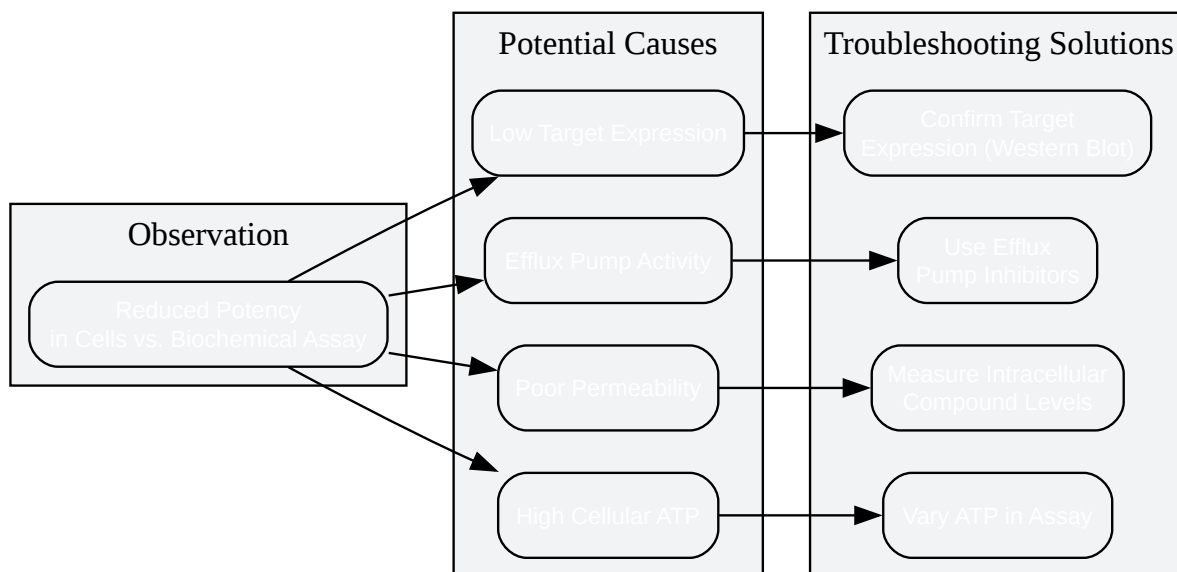 Potential Causes
Troubleshooting Solutions
Low Target Expression
Confirm Target
Expression (Western Blot)
Observation
Efflux Pump Activity
Use Efflux
Pump Inhibitors
Reduced Potency
in Cells vs. Biochemical Assay
Poor Permeability
Measure Intracellular
Compound Levels
High Cellular ATP
Vary ATP in Assay